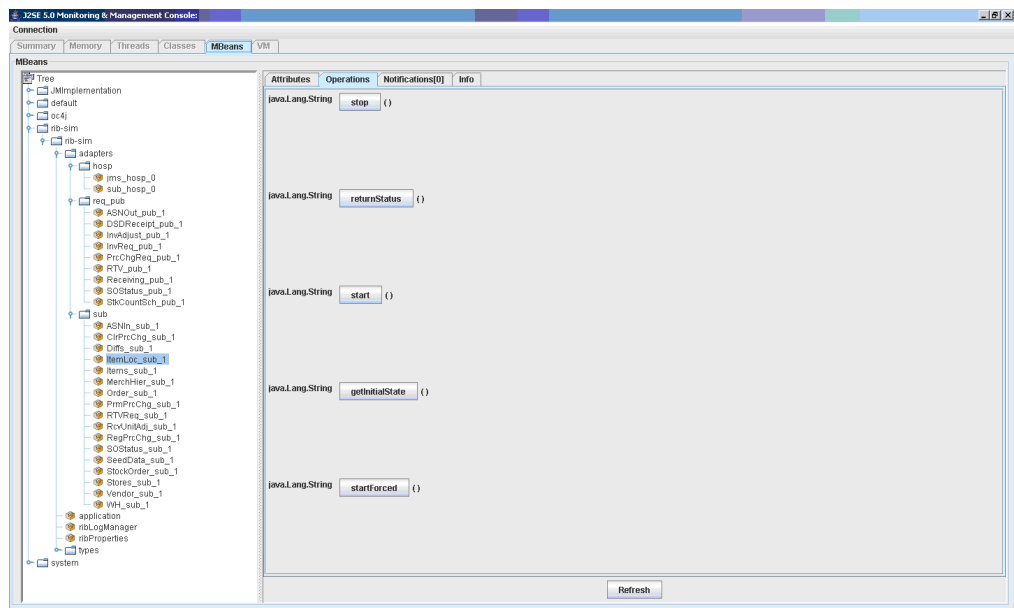 J2SE 5.0 Monitoring & Management Console:
Connection
Summary Memory Threads Classes MBeans VM
MBeans
Tree
JMImplementation
default
oc4j
rib-sim
rib-sim
adapters
hosp
jms_hosp_0
sub_hosp_0
req_pub
ASNOut_pub_1
DSDReceipt_pub_1
InvAdjust_pub_1
InvReq_pub_1
PrcChgReq_pub_1
RTV_pub_1
Receiving_pub_1
SOStatus_pub_1
StkCountSch_pub_1
sub
ASNIn_sub_1
ClrPrcChg_sub_1
Diffs_sub_1
ItemLoc_sub_1
Items_sub_1
MerchHier_sub_1
Order_sub_1
PrmPrcChg_sub_1
RTVReq_sub_1
RcvUnitAdj_sub_1
RegPrcChg_sub_1
SOStatus_sub_1
SeedData_sub_1
StockOrder_sub_1
Stores_sub_1
Vendor_sub_1
WH_sub_1
application
ribLogManager
ribProperties
types
system
Attributes Operations Notifications[0] Info
java.Lang.String stop ( )
java.Lang.String returnStatus ( )
java.Lang.String start ( )
java.Lang.String getInitialState ( )
java.Lang.String startForced ( )
Refresh